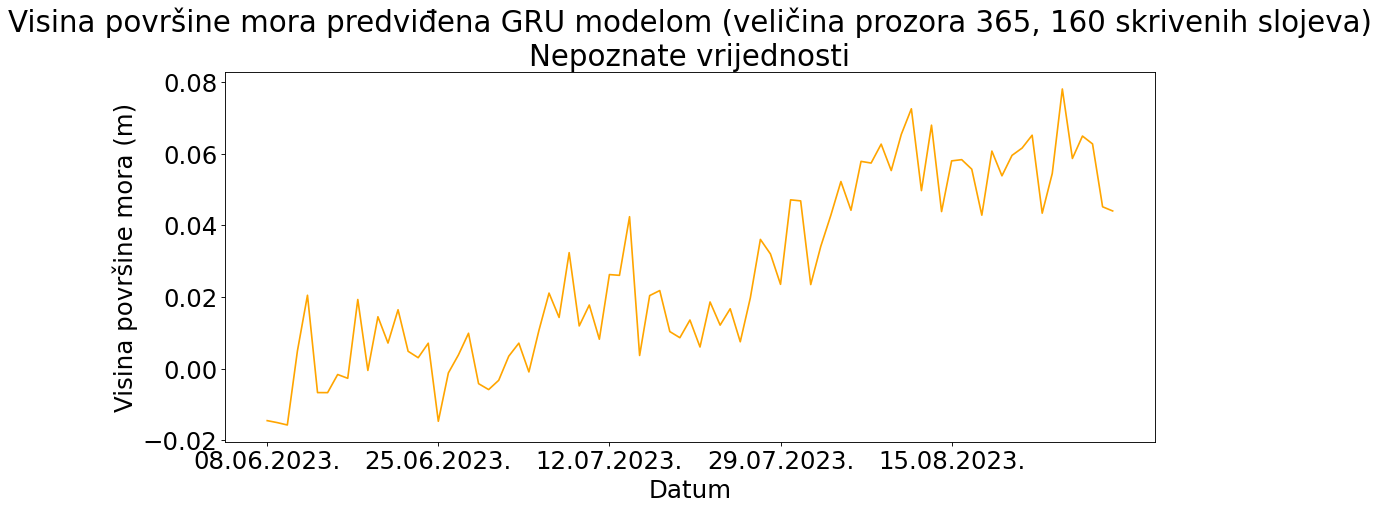 Visina površine mora predviđena GRU modelom (veličina prozora 365, 160 skrivenih slojeva)
Nepoznate vrijednosti
Visina površine mora (m)
0.08
0.06
0.04
0.02
0.00
−0.02
08.06.2023. 25.06.2023. 12.07.2023. 29.07.2023. 15.08.2023.
Datum